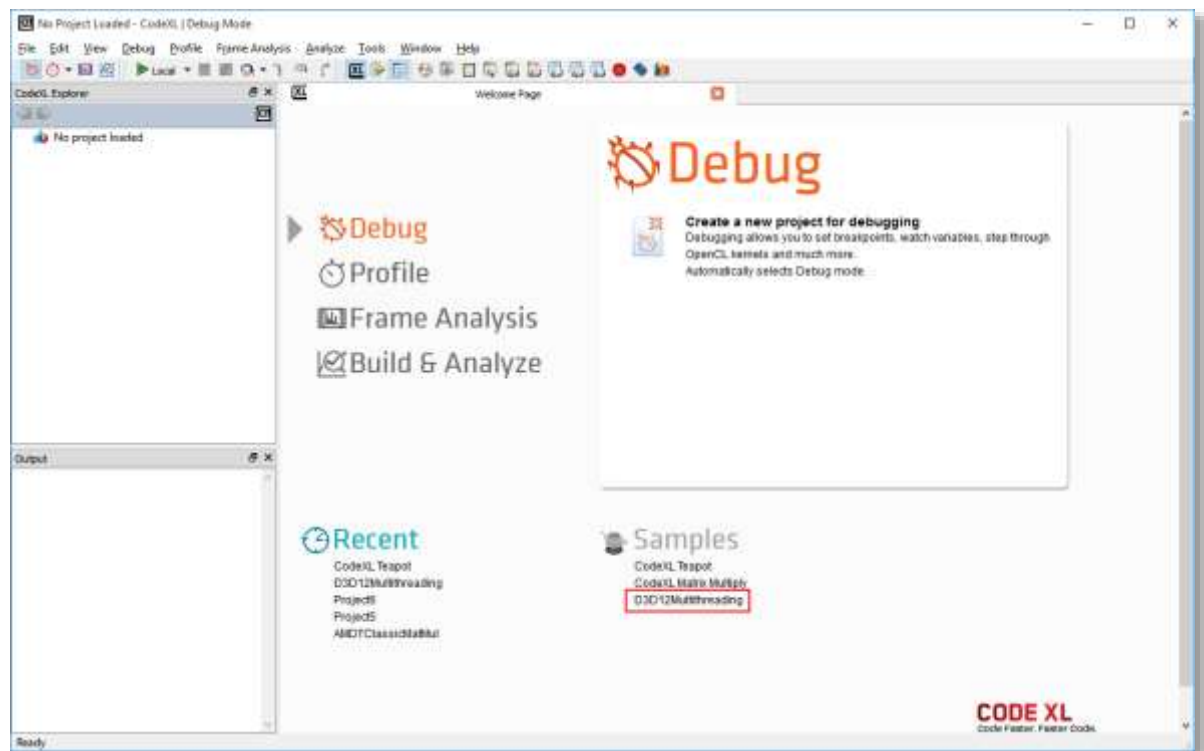 No Project Loaded - CodeXL | Debug Mode
File Edit View Debug Profile Frame Analysis Analyze Tools Window Help
Local
CodeXL Explorer
Welcome Page
No project loaded
Debug
Create a new project for debugging
Debugging allows you to set breakpoints, watch variables, step through
OpenCL kernels and much more.
Automatically selects Debug mode.
Debug
Profile
Frame Analysis
Build & Analyze
Output
Recent
CodeXL Teapot
D3D12Multithreading
Project6
Project5
AMDTClassicMatMul
Samples
CodeXL Teapot
CodeXL Matrix Multiply
D3D12Multithreading
CODE XL
Code Faster. Faster Code.
Ready